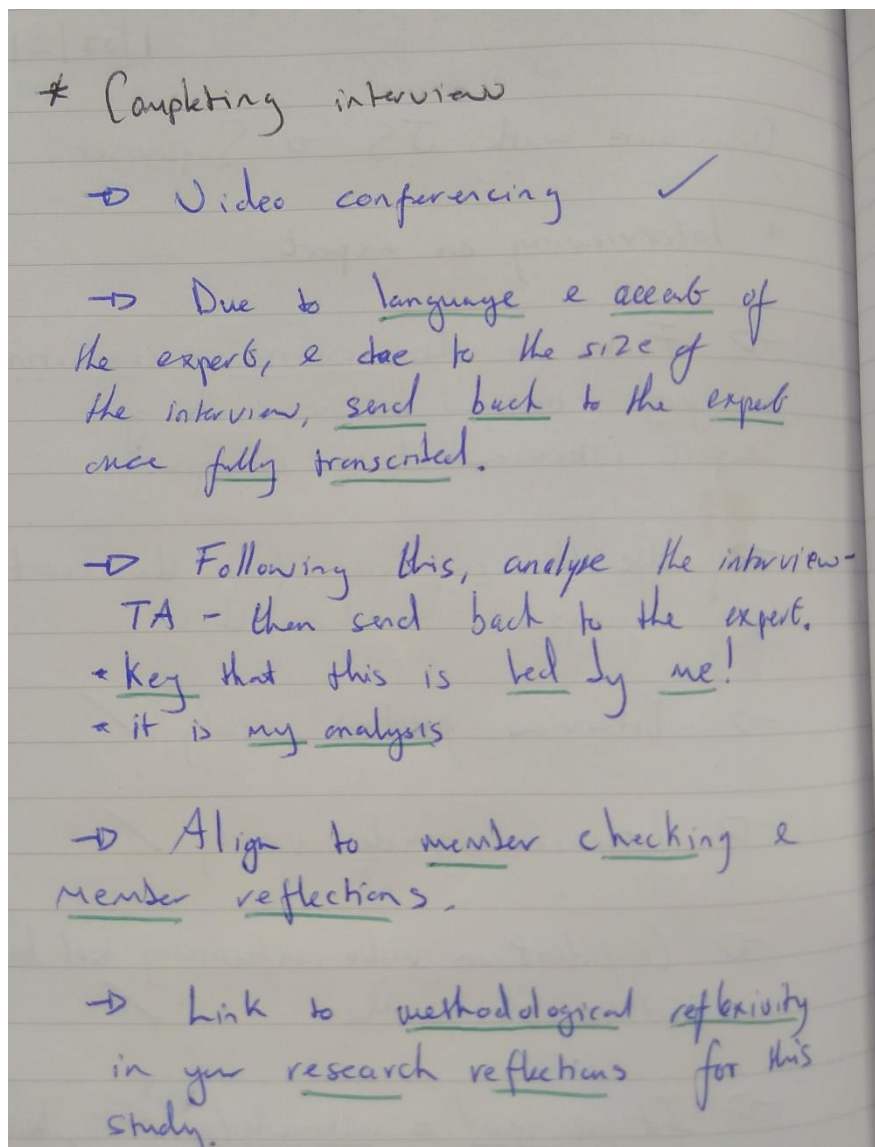 * Completing interview
→ Video conferencing ✓
→ Due to language & accent of
the expert, & due to the size of
the interview, send back to the expert
once fully transcribed.
→ Following this, analyse the interview-
TA - then send back to the expert.
* Key that this is led by me!
* it is my analysis
→ Align to member checking &
member reflections.
→ Link to methodological reflexivity
in your research reflections for this
study.